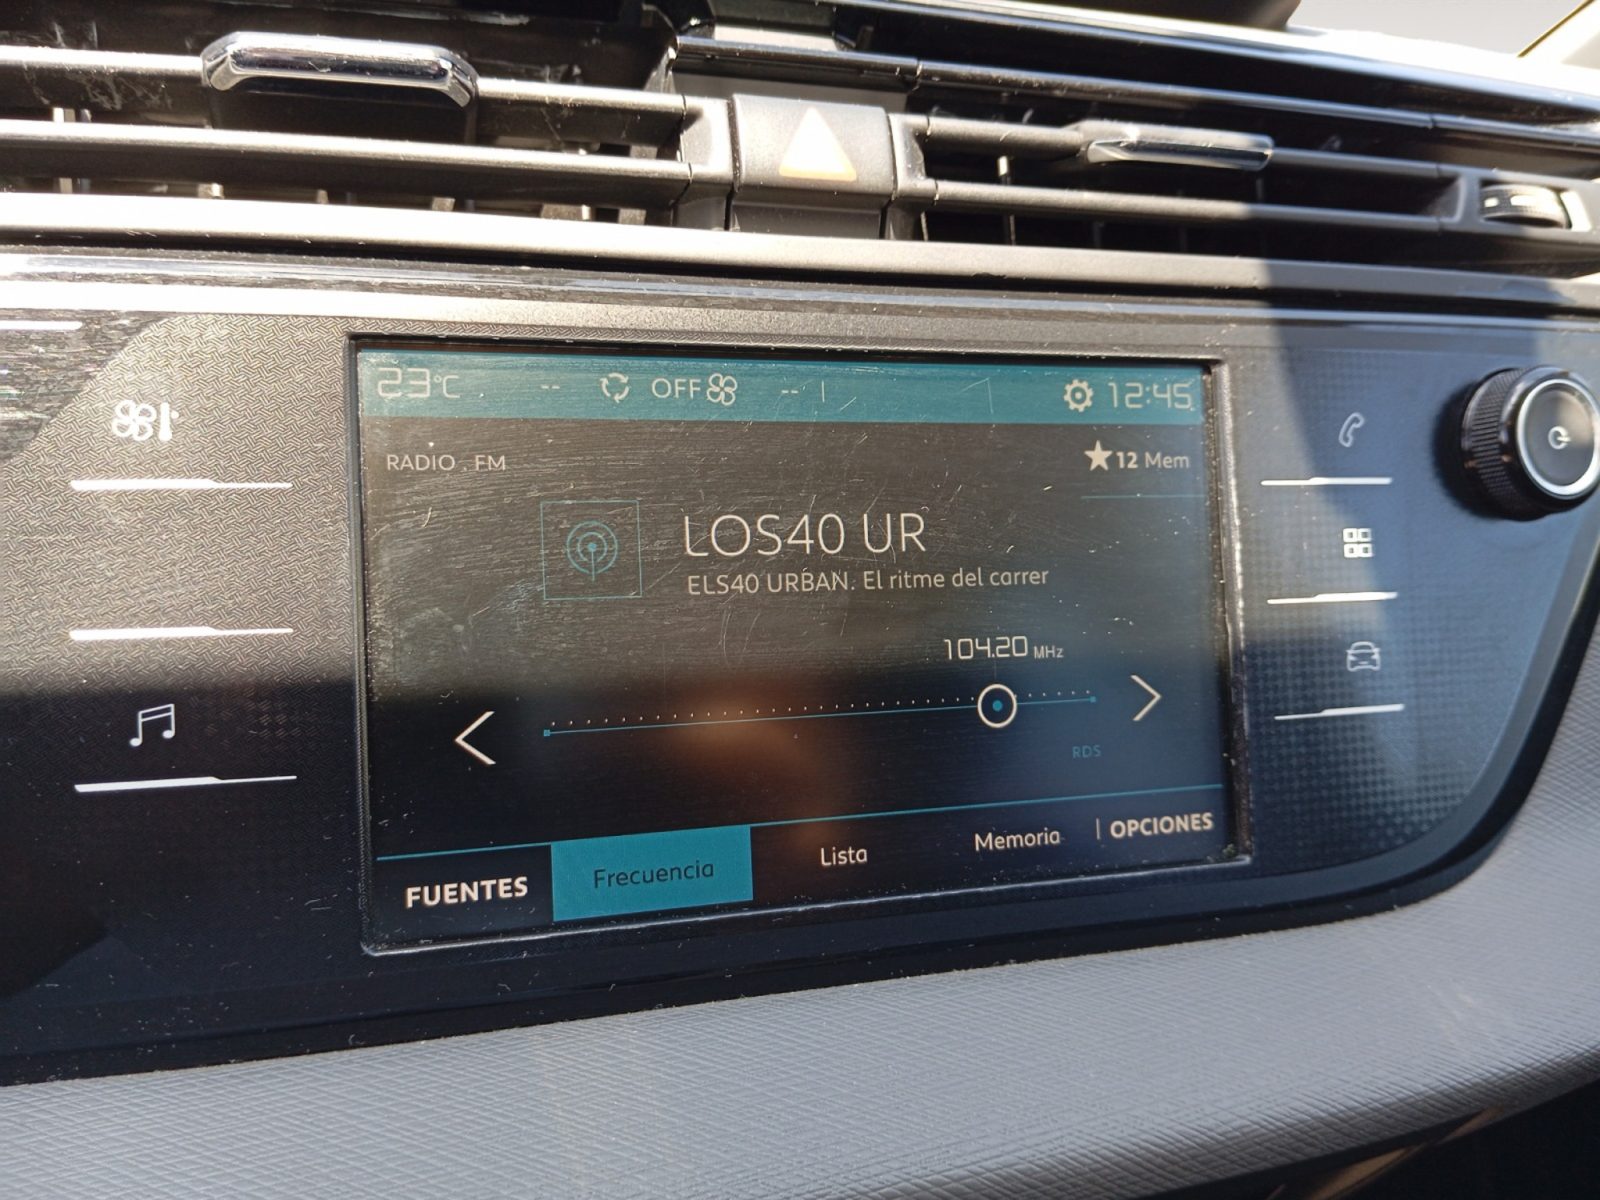 23°C -- OFF -- 12:45
RADIO . FM
12 Mem
LOS40 UR
ELS40 URBAN. El ritme del carrer
104.20 MHz
RDS
FUENTES Frecuencia Lista Memoria OPCIONES